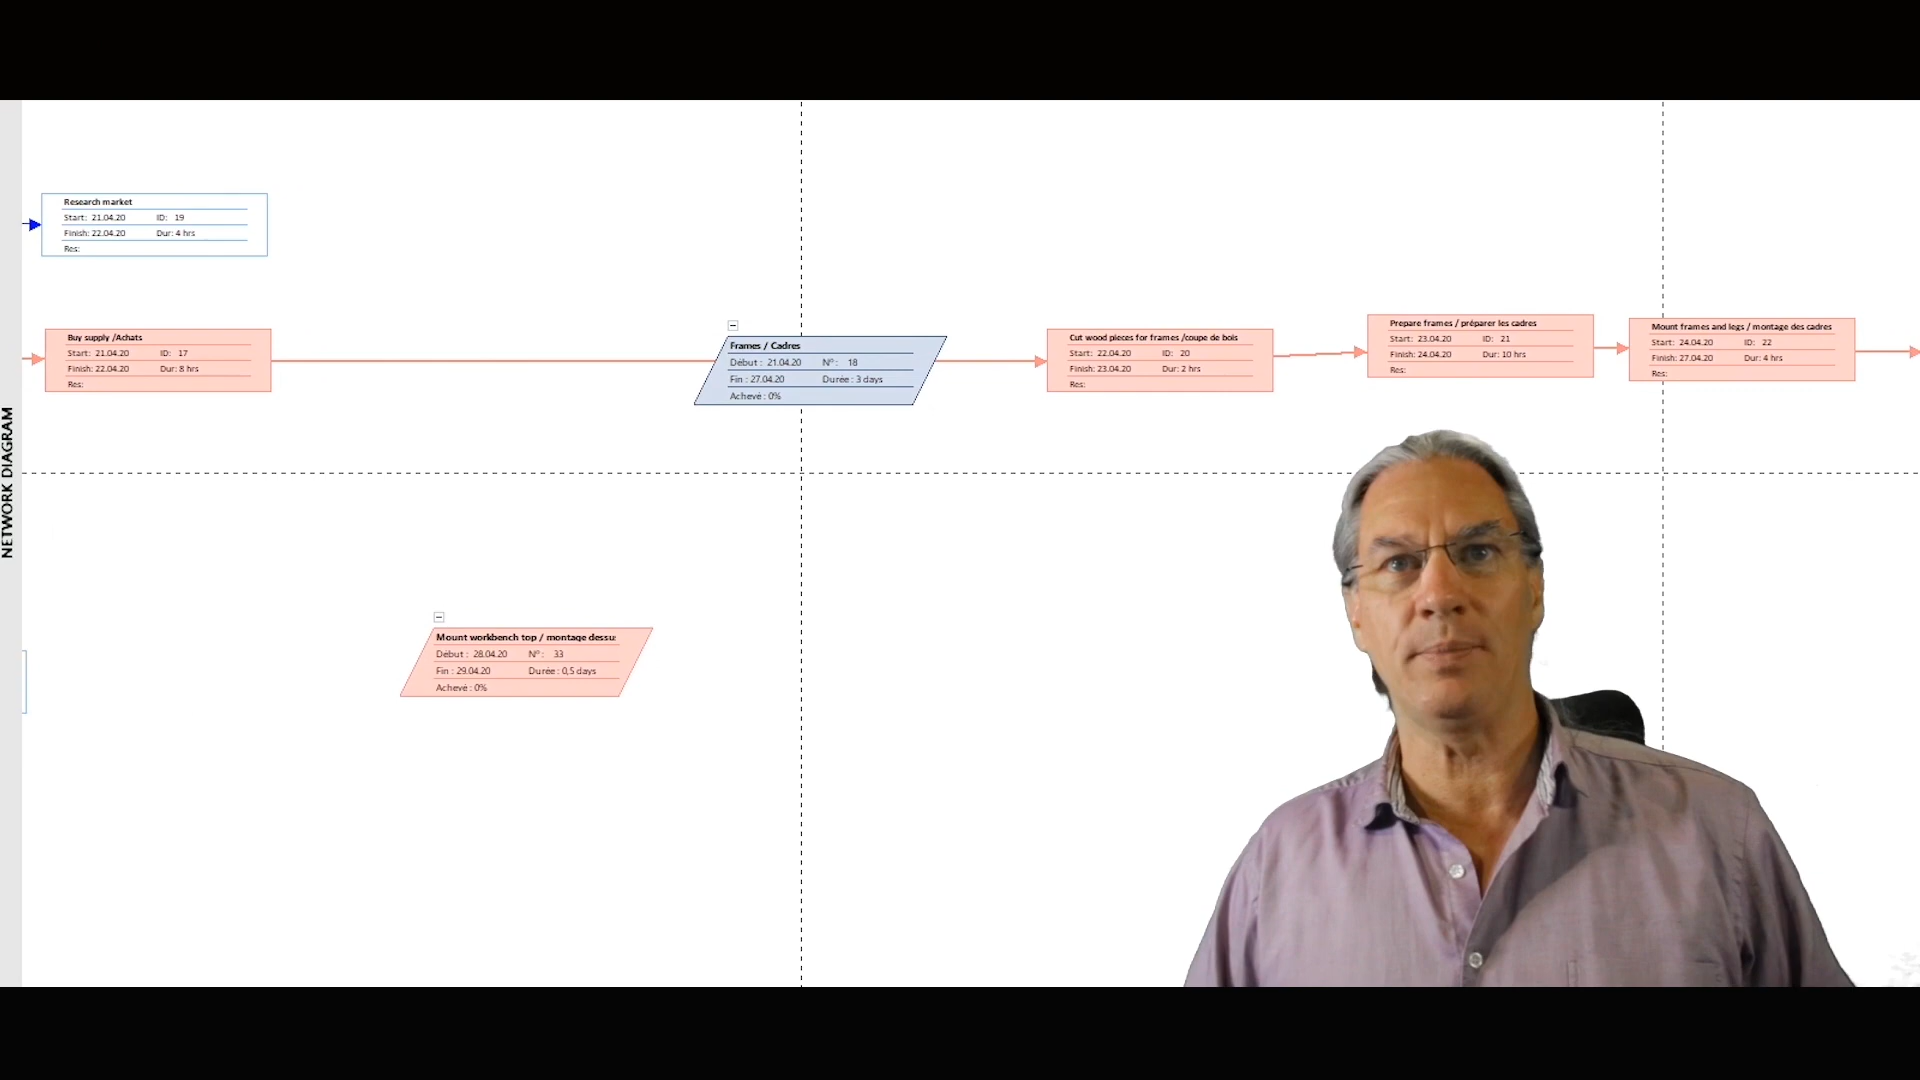 NETWORK DIAGRAM
Research market
Start: 21.04.20 ID: 19
Finish: 22.04.20 Dur: 4 hrs
Res:
Buy supply /Achats
Start: 21.04.20 ID: 17
Finish: 22.04.20 Dur: 8 hrs
Res:
Frames / Cadres
Début : 21.04.20 N° : 18
Fin : 27.04.20 Durée : 3 days
Achevé : 0%
Cut wood pieces for frames /coupe de bois
Start: 22.04.20 ID: 20
Finish: 23.04.20 Dur: 2 hrs
Res:
Prepare frames / préparer les cadres
Start: 23.04.20 ID: 21
Finish: 24.04.20 Dur: 10 hrs
Res:
Mount frames and legs / montage des cadres
Start: 24.04.20 ID: 22
Finish: 27.04.20 Dur: 4 hrs
Res:
Mount workbench top / montage dessu
Début : 28.04.20 N° : 33
Fin : 29.04.20 Durée : 0,5 days
Achevé : 0%